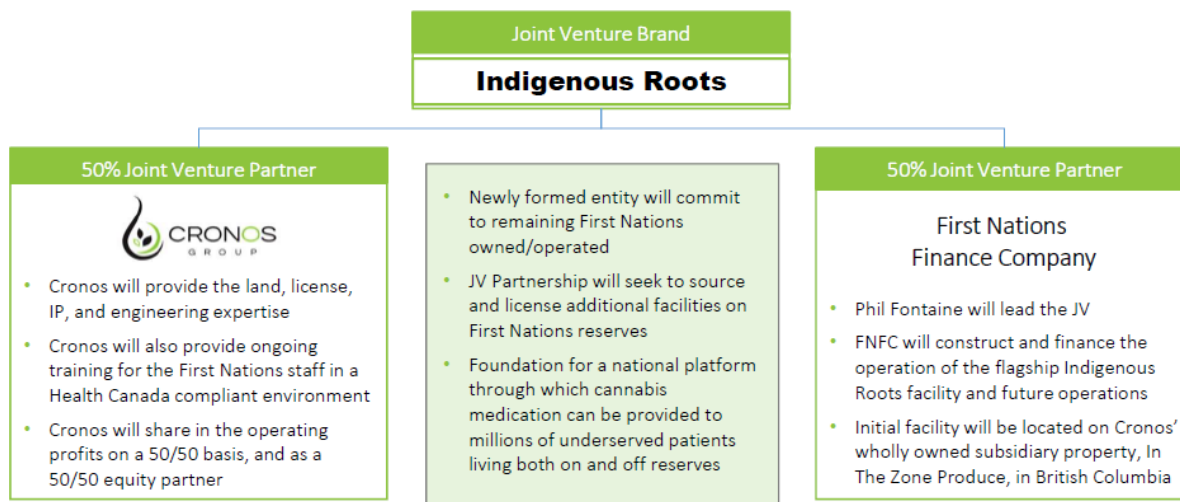 Joint Venture Brand
Indigenous Roots
50% Joint Venture Partner
CRONOS
GROUP
• Cronos will provide the land, license,
IP, and engineering expertise
• Cronos will also provide ongoing
training for the First Nations staff in a
Health Canada compliant environment
• Cronos will share in the operating
profits on a 50/50 basis, and as a
50/50 equity partner
• Newly formed entity will commit
to remaining First Nations
owned/operated
• JV Partnership will seek to source
and license additional facilities on
First Nations reserves
• Foundation for a national platform
through which cannabis
medication can be provided to
millions of underserved patients
living both on and off reserves
50% Joint Venture Partner
First Nations
Finance Company
• Phil Fontaine will lead the JV
• FNFC will construct and finance the
operation of the flagship Indigenous
Roots facility and future operations
• Initial facility will be located on Cronos’
wholly owned subsidiary property, In
The Zone Produce, in British Columbia